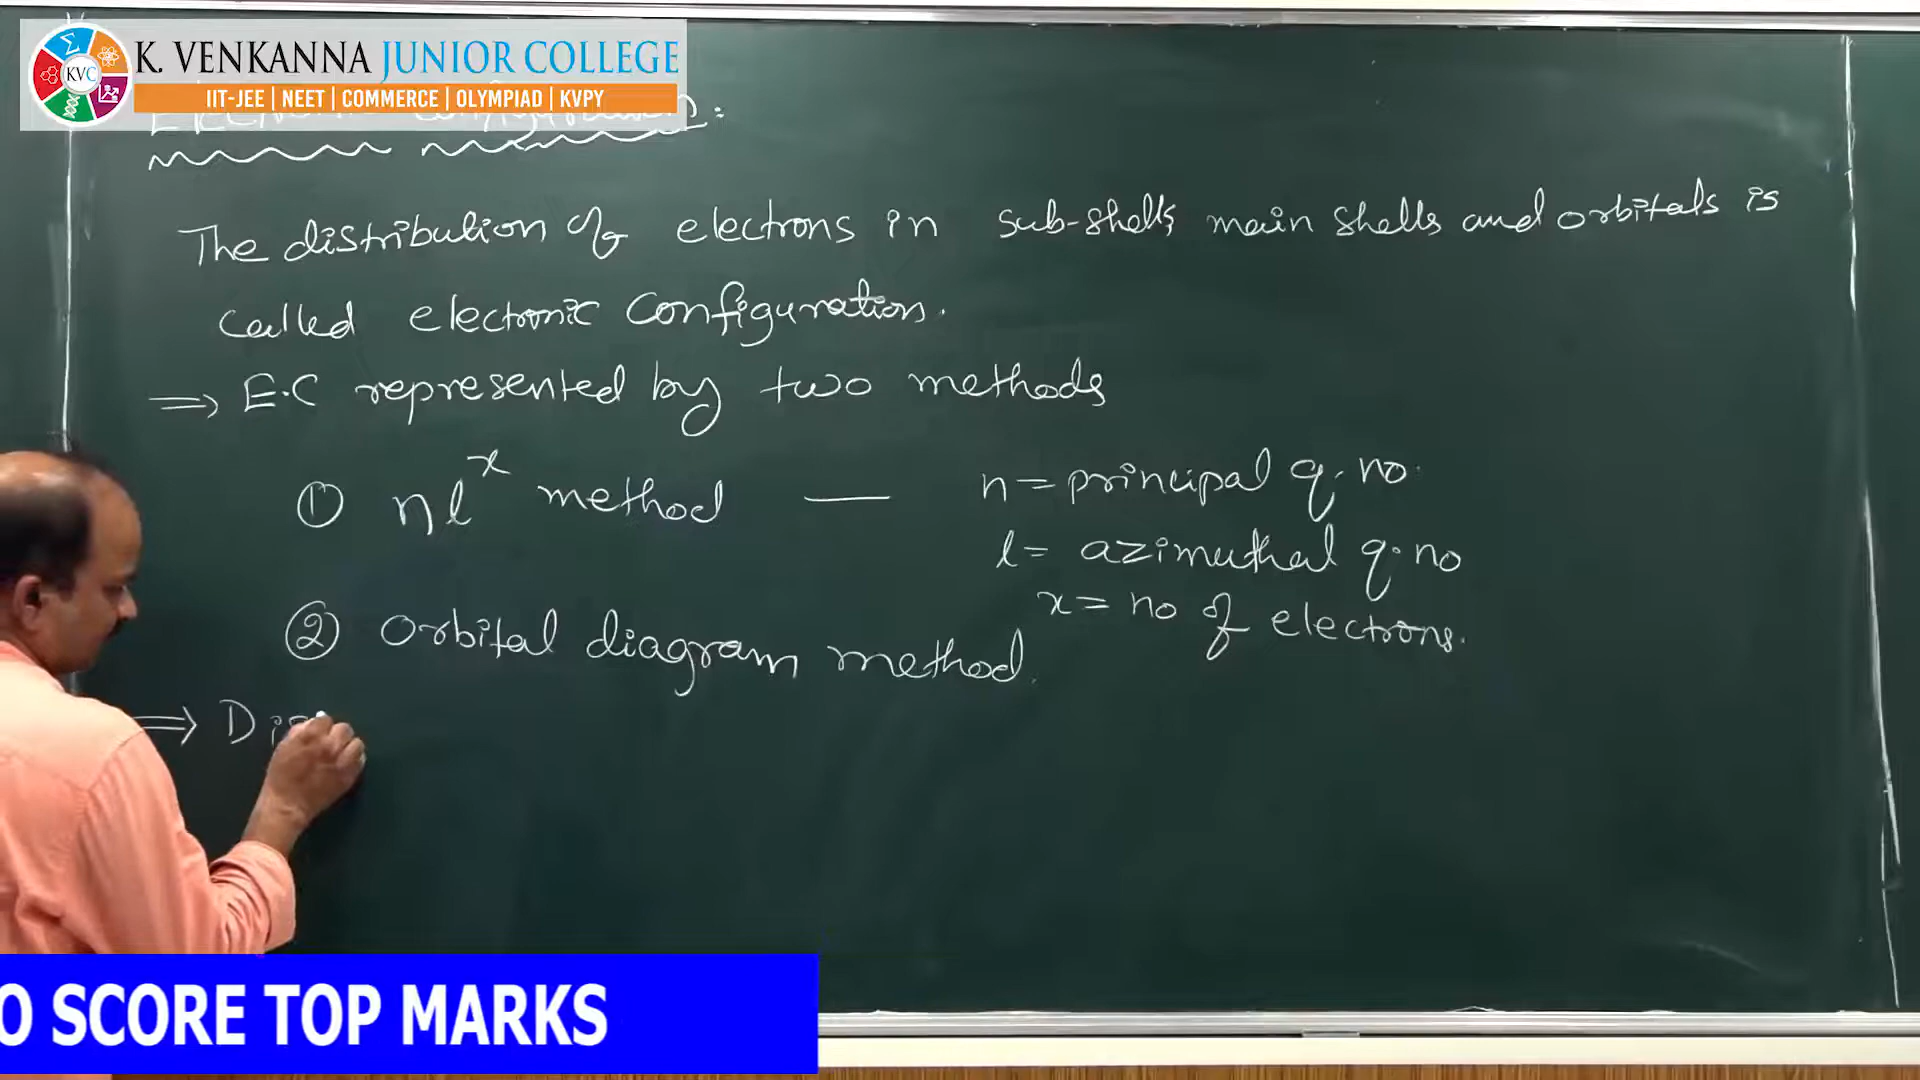 KVC
K. VENKANNA JUNIOR COLLEGE
IIT-JEE | NEET | COMMERCE | OLYMPIAD | KVPY
The distribution of electrons in sub-shells main shells and orbitals is
called electronic configuration.
⇒ E.C represented by two methods
① nlˣ method — n = principal q. no.
l = azimuthal q. no
x = no of electrons.
② Orbital diagram method.
⇒ Dis
O SCORE TOP MARKS